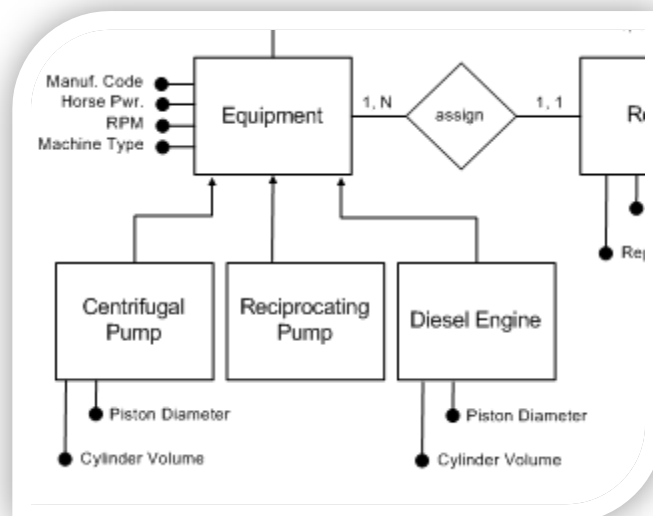 Manuf. Code
Horse Pwr.
RPM
Machine Type
Equipment
1, N
assign
1, 1
Centrifugal
Pump
Reciprocating
Pump
Diesel Engine
Piston Diameter
Cylinder Volume
Piston Diameter
Cylinder Volume